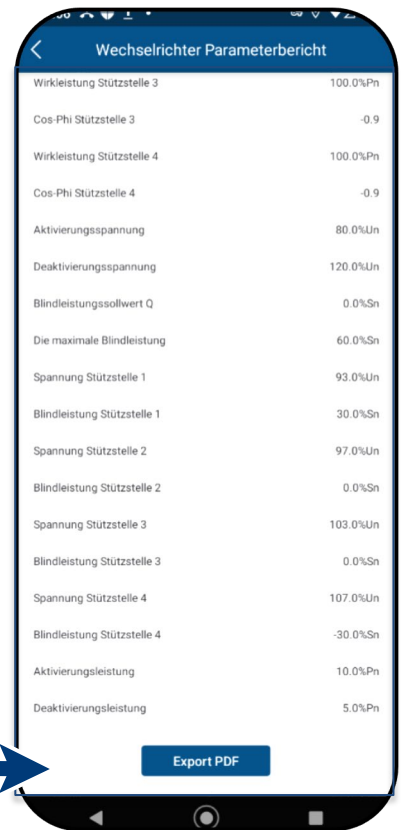 Wechselrichter Parameterbericht
Wirkleistung Stützstelle 3 100.0%Pn
Cos-Phi Stützstelle 3 -0.9
Wirkleistung Stützstelle 4 100.0%Pn
Cos-Phi Stützstelle 4 -0.9
Aktivierungsspannung 80.0%Un
Deaktivierungsspannung 120.0%Un
Blindleistungssollwert Q 0.0%Sn
Die maximale Blindleistung 60.0%Sn
Spannung Stützstelle 1 93.0%Un
Blindleistung Stützstelle 1 30.0%Sn
Spannung Stützstelle 2 97.0%Un
Blindleistung Stützstelle 2 0.0%Sn
Spannung Stützstelle 3 103.0%Un
Blindleistung Stützstelle 3 0.0%Sn
Spannung Stützstelle 4 107.0%Un
Blindleistung Stützstelle 4 -30.0%Sn
Aktivierungsleistung 10.0%Pn
Deaktivierungsleistung 5.0%Pn
Export PDF